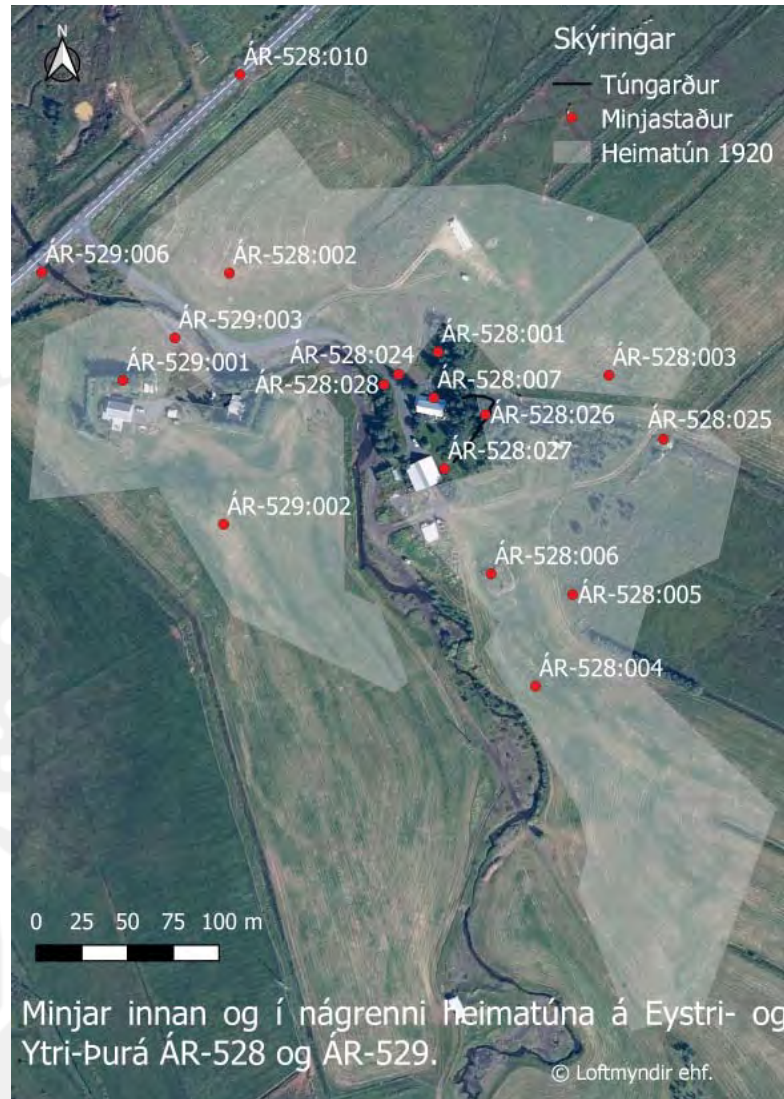 N
Skýringar
Túngarður
Minjastaður
Heimatún 1920
ÁR-528:010
ÁR-529:006
ÁR-528:002
ÁR-529:003
ÁR-528:001
ÁR-528:024
ÁR-528:003
ÁR-529:001
ÁR-528:028
ÁR-528:007
ÁR-528:026
ÁR-528:025
ÁR-528:027
ÁR-529:002
ÁR-528:006
ÁR-528:005
ÁR-528:004
0 25 50 75 100 m
Minjar innan og í nágrenni heimatúna á Eystri- og
Ytri-Þurá ÁR-528 og ÁR-529.
© Loftmyndir ehf.